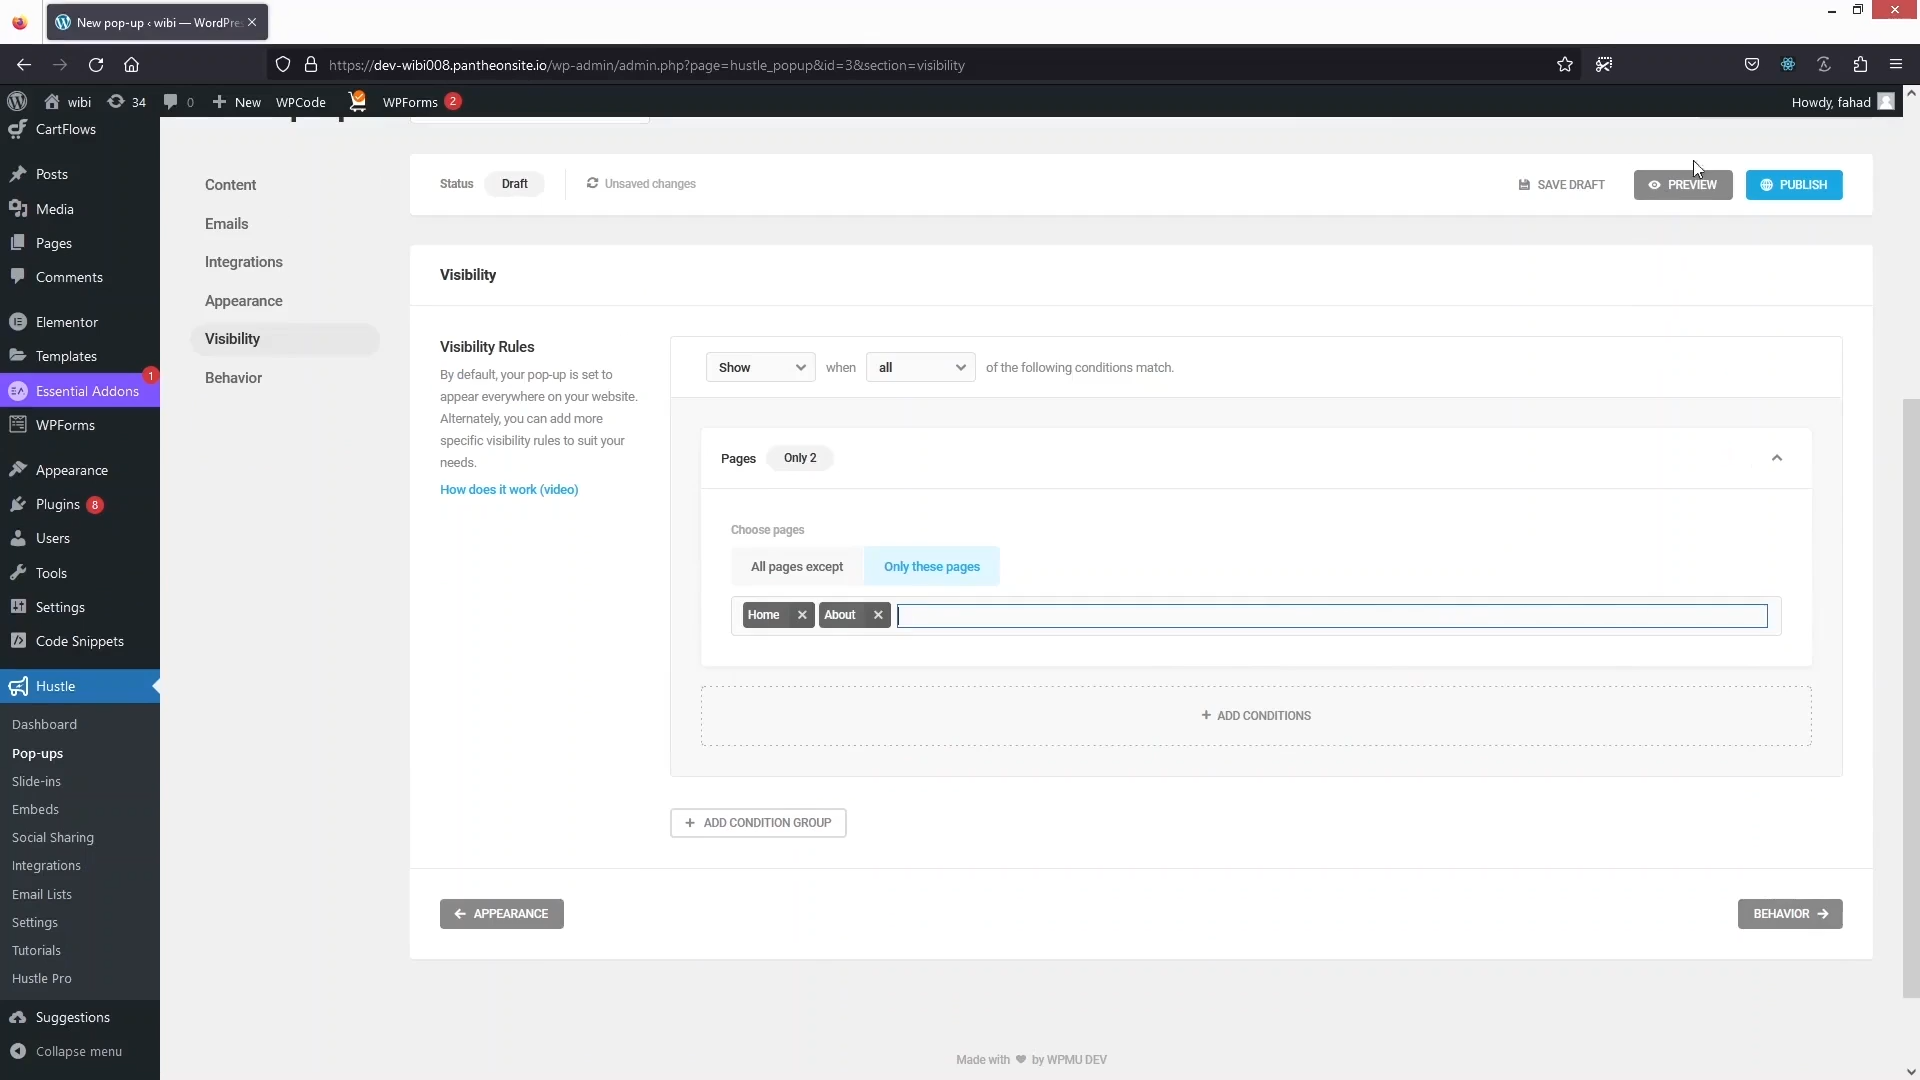 New pop-up ‹ wibi — WordPre
https://dev-wibi008.pantheonsite.io/wp-admin/admin.php?page=hustle_popup&id=3&section=visibility
wibi 34 0 New WPCode WPForms 2 Howdy, fahad
CartFlows
Posts
Media
Pages
Comments
Elementor
Templates
Essential Addons 1
WPForms
Appearance
Plugins 8
Users
Tools
Settings
Code Snippets
Hustle
Dashboard
Pop-ups
Slide-ins
Embeds
Social Sharing
Integrations
Email Lists
Settings
Tutorials
Hustle Pro
Suggestions
Collapse menu
Content
Emails
Integrations
Appearance
Visibility
Behavior
Status Draft Unsaved changes SAVE DRAFT PREVIEW PUBLISH
Visibility
Visibility Rules
By default, your pop-up is set to
appear everywhere on your website.
Alternately, you can add more
specific visibility rules to suit your
needs.
How does it work (video)
Show when all of the following conditions match.
Pages Only 2
Choose pages
All pages except Only these pages
Home About
+ ADD CONDITIONS
+ ADD CONDITION GROUP
APPEARANCE BEHAVIOR
Made with by WPMU DEV